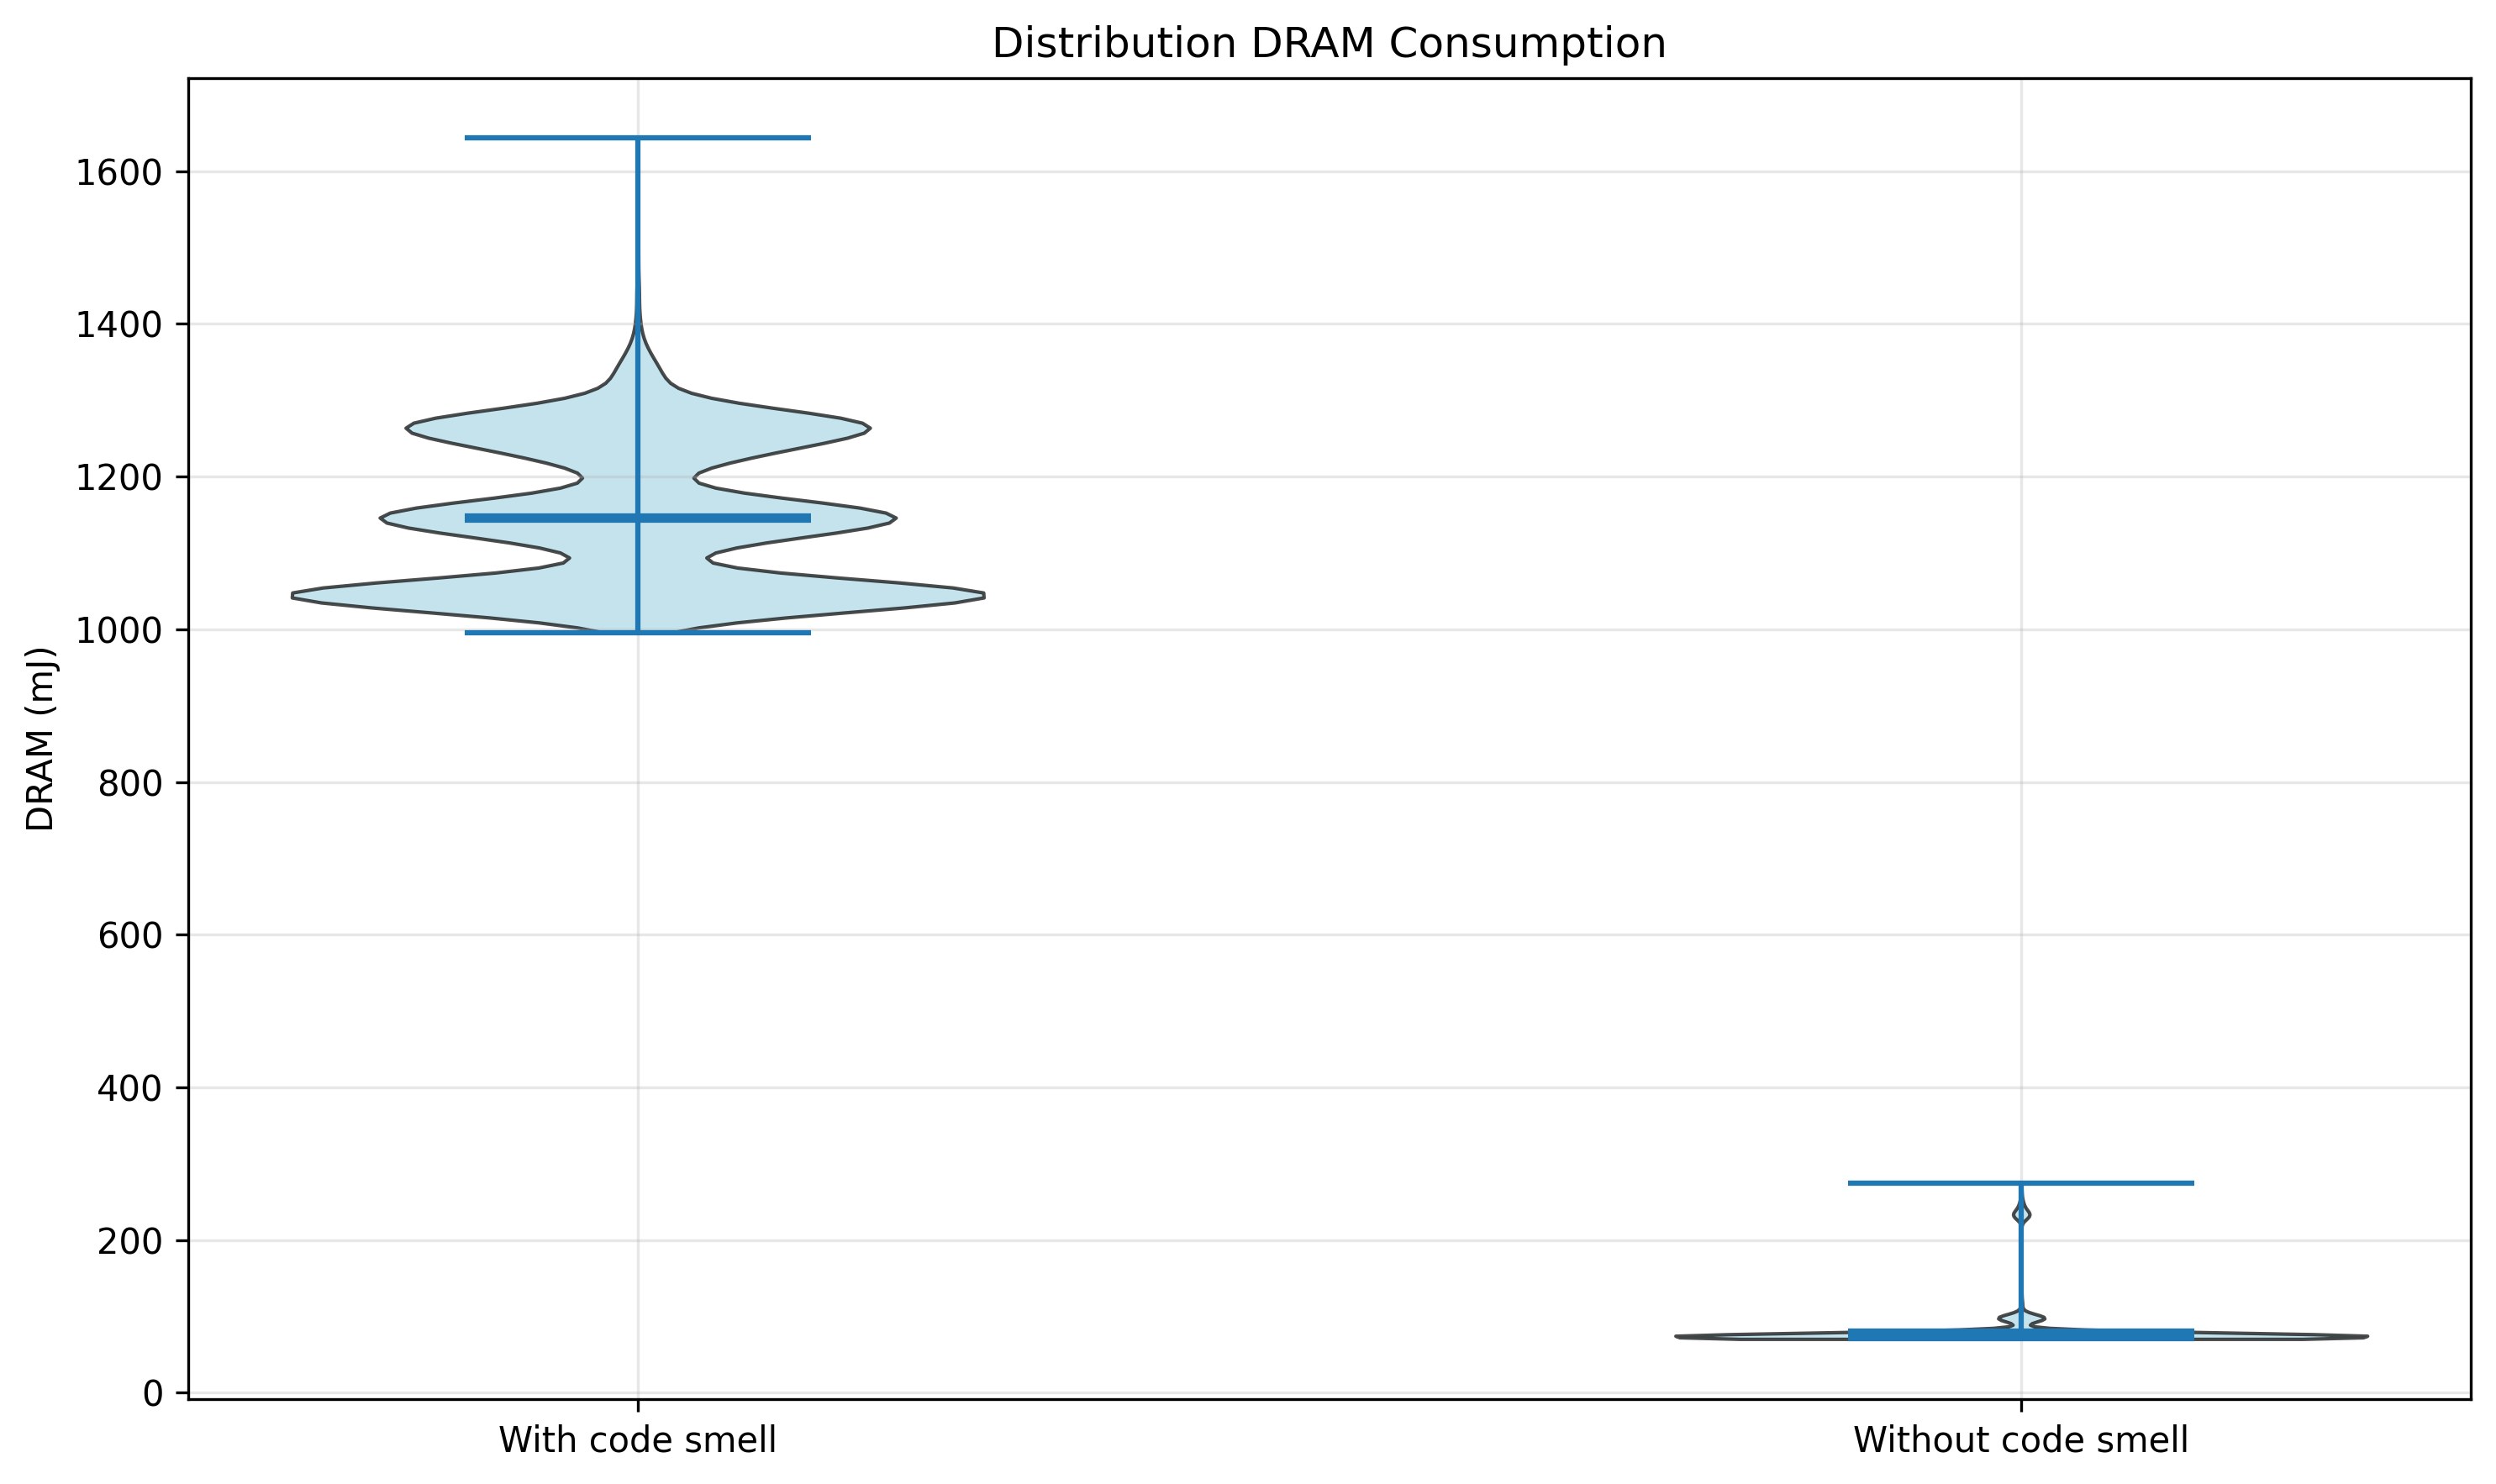 Distribution DRAM Consumption
DRAM (mJ)
1600
1400
1200
1000
800
600
400
200
0
With code smell
Without code smell